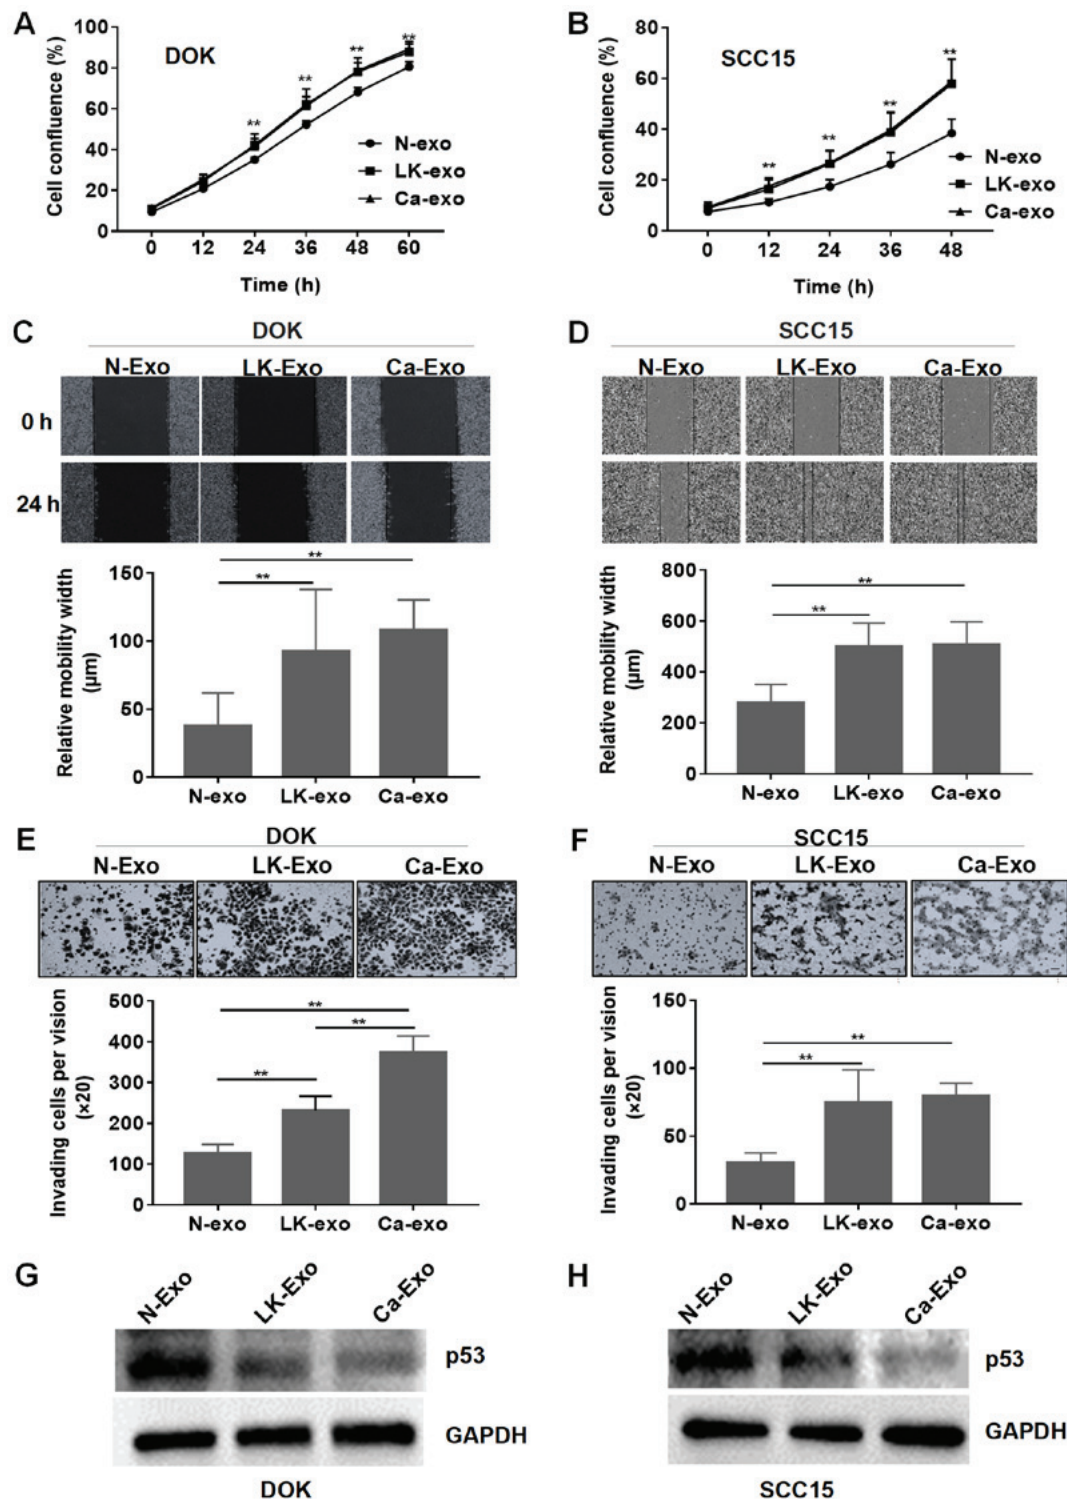 A
DOK
Cell confluence (%)
100
80
60
40
20
0
** ** ** **
N-exo
LK-exo
Ca-exo
0 12 24 36 48 60
Time (h)
B
SCC15
Cell confluence (%)
80
60
40
20
0
** ** ** **
N-exo
LK-exo
Ca-exo
0 12 24 36 48
Time (h)
C
DOK
N-Exo LK-Exo Ca-Exo
0 h
24 h
Relative mobility width
(µm)
150
100
50
0
**
**
N-exo LK-exo Ca-exo
D
SCC15
N-Exo LK-Exo Ca-Exo
Relative mobility width
(µm)
800
600
400
200
0
**
**
N-exo LK-exo Ca-exo
E
DOK
N-Exo LK-Exo Ca-Exo
Invading cells per vision
(×20)
500
400
300
200
100
0
**
**
**
N-exo LK-exo Ca-exo
F
SCC15
N-Exo LK-Exo Ca-Exo
Invading cells per vision
(×20)
150
100
50
0
**
**
N-exo LK-exo Ca-exo
G
N-Exo LK-Exo Ca-Exo
p53
GAPDH
DOK
H
N-Exo LK-Exo Ca-Exo
p53
GAPDH
SCC15